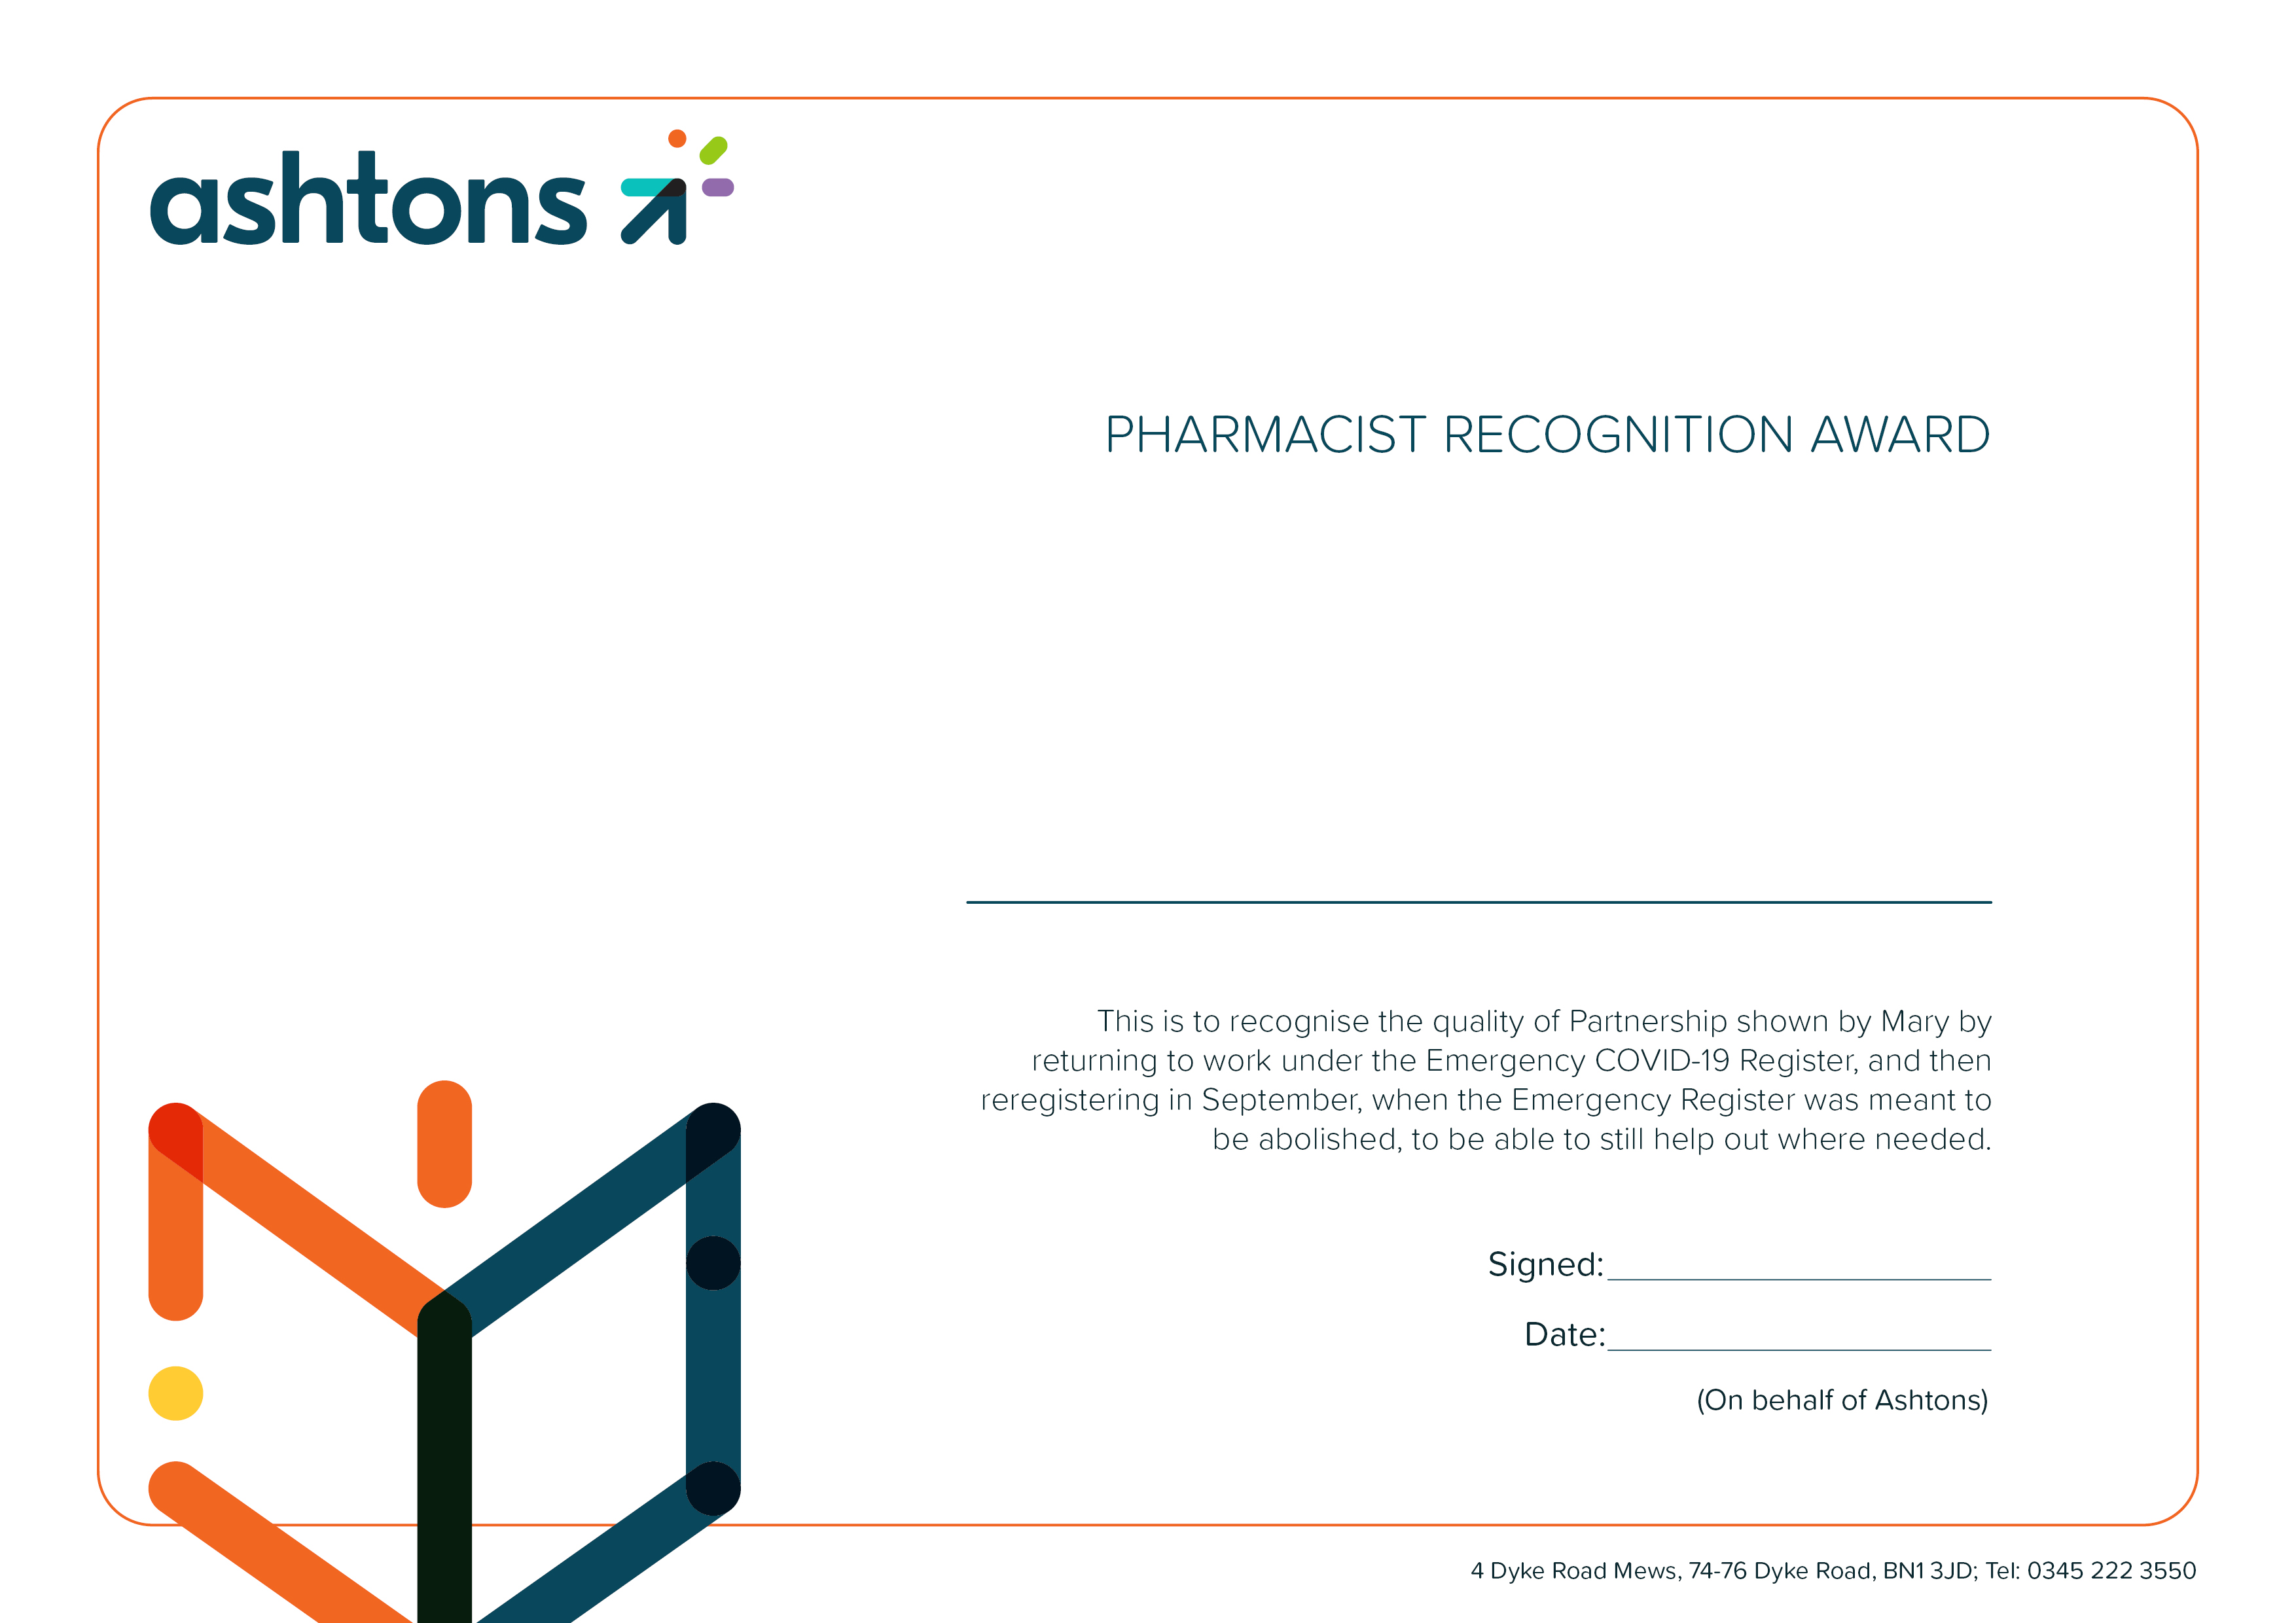 ashtons
PHARMACIST RECOGNITION AWARD
This is to recognise the quality of Partnership shown by Mary by
returning to work under the Emergency COVID-19 Register, and then
reregistering in September, when the Emergency Register was meant to
be abolished, to be able to still help out where needed.
Signed:
Date:
(On behalf of Ashtons)
4 Dyke Road Mews, 74-76 Dyke Road, BN1 3JD; Tel: 0345 222 3550